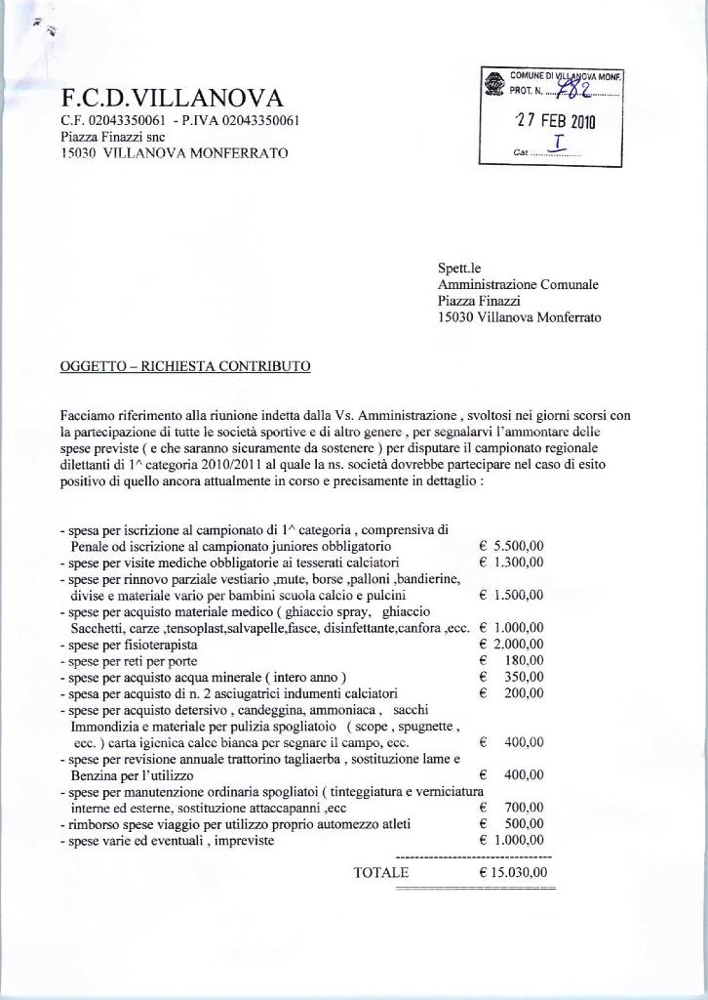 F.C.D.VILLANOVA
C.F. 02043350061 - P.IVA 02043350061
Piazza Finazzi snc
15030 VILLANOVA MONFERRATO
COMUNE DI VILLANOVA MONF.
PROT. N. 782
27 FEB 2010
Cat. I
Spett.le
Amministrazione Comunale
Piazza Finazzi
15030 Villanova Monferrato
OGGETTO – RICHIESTA CONTRIBUTO
Facciamo riferimento alla riunione indetta dalla Vs. Amministrazione , svoltosi nei giorni scorsi con
la partecipazione di tutte le società sportive e di altro genere , per segnalarvi l'ammontare delle
spese previste ( e che saranno sicuramente da sostenere ) per disputare il campionato regionale
dilettanti di 1^ categoria 2010/2011 al quale la ns. società dovrebbe partecipare nel caso di esito
positivo di quello ancora attualmente in corso e precisamente in dettaglio :
- spesa per iscrizione al campionato di 1^ categoria , comprensiva di
Penale od iscrizione al campionato juniores obbligatorio € 5.500,00
- spese per visite mediche obbligatorie ai tesserati calciatori € 1.300,00
- spese per rinnovo parziale vestiario ,mute, borse ,palloni ,bandierine,
divise e materiale vario per bambini scuola calcio e pulcini € 1.500,00
- spese per acquisto materiale medico ( ghiaccio spray, ghiaccio
Sacchetti, carze ,tensoplast,salvapelle,fasce, disinfettante,canfora ,ecc. € 1.000,00
- spese per fisioterapista € 2.000,00
- spese per reti per porte € 180,00
- spese per acquisto acqua minerale ( intero anno ) € 350,00
- spesa per acquisto di n. 2 asciugatrici indumenti calciatori € 200,00
- spese per acquisto detersivo , candeggina, ammoniaca , sacchi
Immondizia e materiale per pulizia spogliatoio ( scope , spugnette ,
ecc. ) carta igienica calce bianca per segnare il campo, ecc. € 400,00
- spese per revisione annuale trattorino tagliaerba , sostituzione lame e
Benzina per l'utilizzo € 400,00
- spese per manutenzione ordinaria spogliatoi ( tinteggiatura e verniciatura
interne ed esterne, sostituzione attaccapanni ,ecc € 700,00
- rimborso spese viaggio per utilizzo proprio automezzo atleti € 500,00
- spese varie ed eventuali , impreviste € 1.000,00
TOTALE € 15.030,00